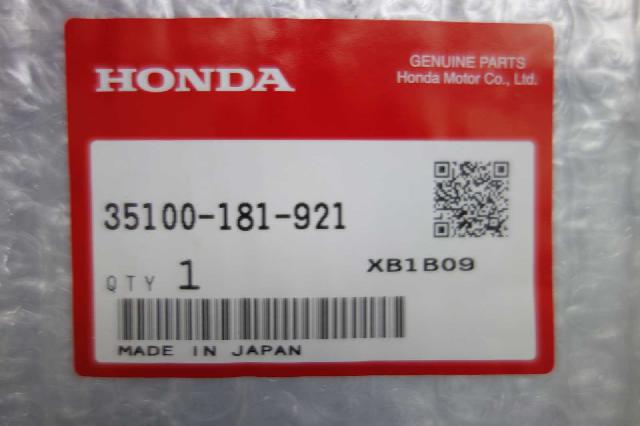 HONDA
GENUINE PARTS
Honda Motor Co., Ltd.
35100-181-921
QTY 1
XB1B09
MADE IN JAPAN